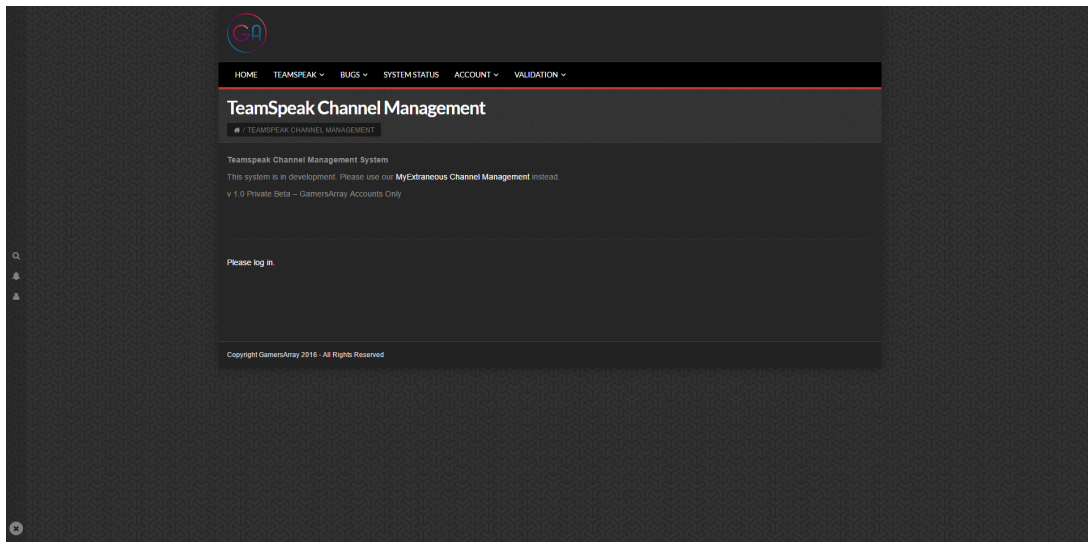 GA
HOME TEAMSPEAK BUGS SYSTEM STATUS ACCOUNT VALIDATION
TeamSpeak Channel Management
/ TEAMSPEAK CHANNEL MANAGEMENT
Teamspeak Channel Management System
This system is in development. Please use our MyExtraneous Channel Management instead.
v 1.0 Private Beta – GamersArray Accounts Only
Please log in.
Copyright GamersArray 2016 - All Rights Reserved